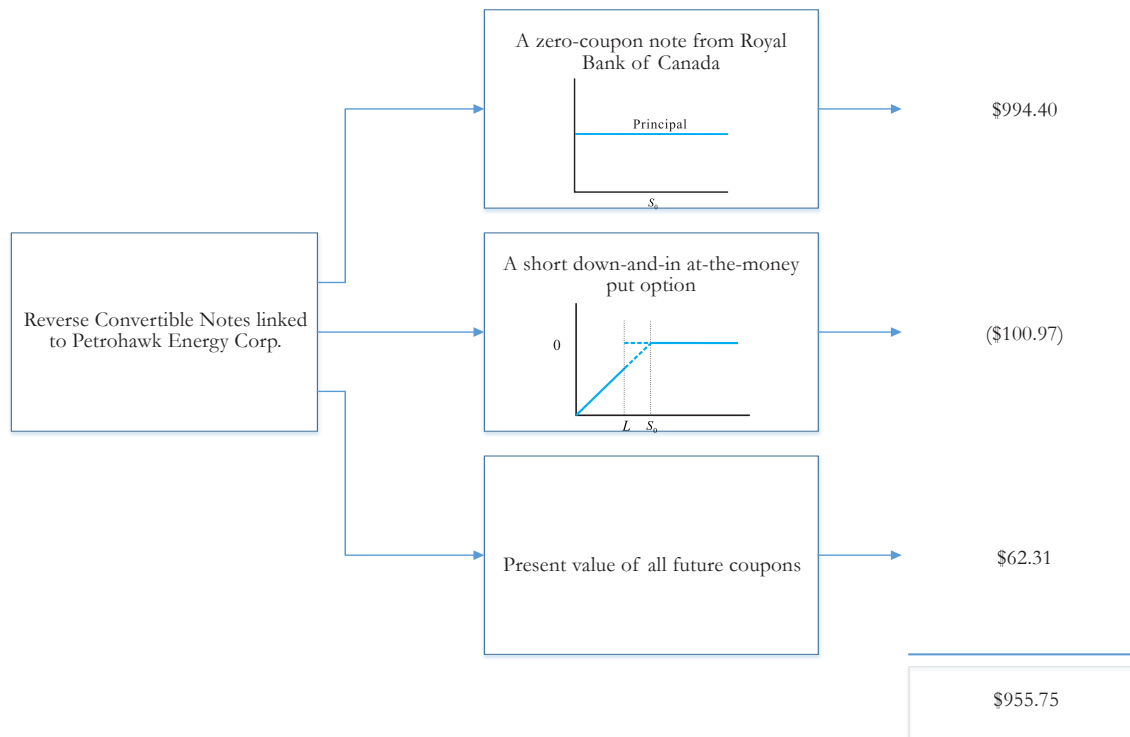 A zero-coupon note from Royal
Bank of Canada
Principal
S₀
$994.40
Reverse Convertible Notes linked
to Petrohawk Energy Corp.
A short down-and-in at-the-money
put option
0
L S₀
($100.97)
Present value of all future coupons
$62.31
$955.75